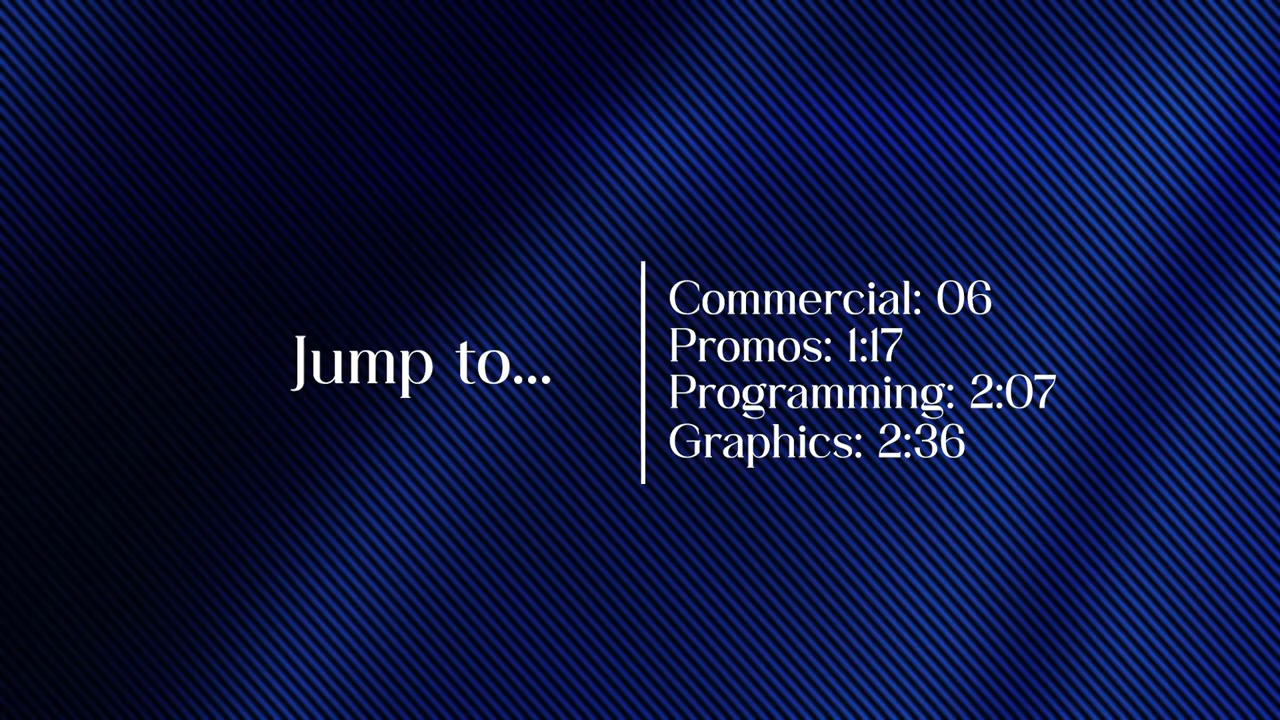 Jump to...
Commercial: 06
Promos: 1:17
Programming: 2:07
Graphics: 2:36